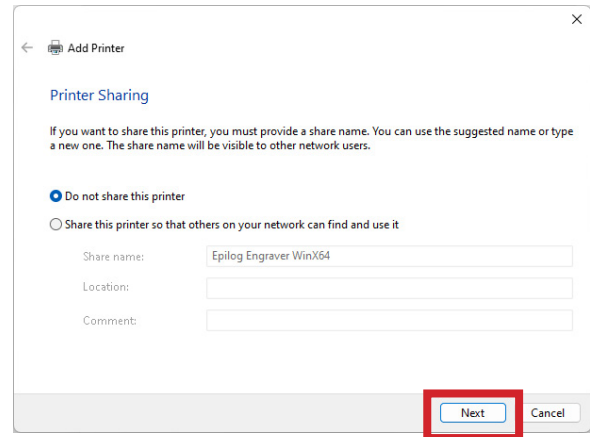 Add Printer
Printer Sharing
If you want to share this printer, you must provide a share name. You can use the suggested name or type
a new one. The share name will be visible to other network users.
Do not share this printer
Share this printer so that others on your network can find and use it
Share name: Epilog Engraver WinX64
Location:
Comment:
Next Cancel